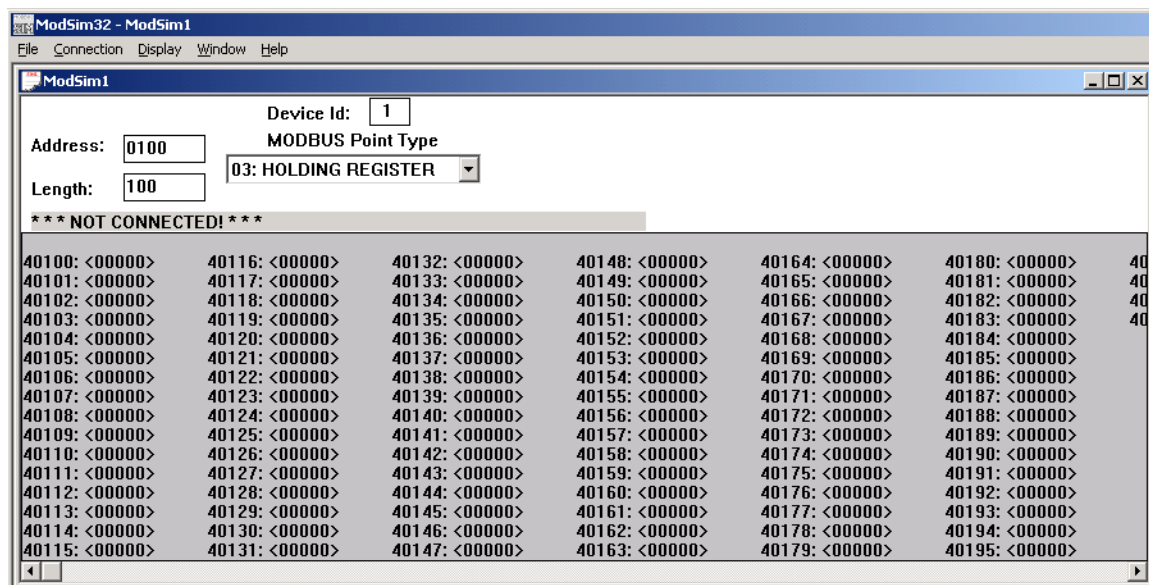 ModSim32 - ModSim1
File Connection Display Window Help
ModSim1
Device Id: 1
Address: 0100
MODBUS Point Type
03: HOLDING REGISTER
Length: 100
* * * NOT CONNECTED! * * *
40100: <00000> 40116: <00000> 40132: <00000> 40148: <00000> 40164: <00000> 40180: <00000> 40
40101: <00000> 40117: <00000> 40133: <00000> 40149: <00000> 40165: <00000> 40181: <00000> 40
40102: <00000> 40118: <00000> 40134: <00000> 40150: <00000> 40166: <00000> 40182: <00000> 40
40103: <00000> 40119: <00000> 40135: <00000> 40151: <00000> 40167: <00000> 40183: <00000> 40
40104: <00000> 40120: <00000> 40136: <00000> 40152: <00000> 40168: <00000> 40184: <00000>
40105: <00000> 40121: <00000> 40137: <00000> 40153: <00000> 40169: <00000> 40185: <00000>
40106: <00000> 40122: <00000> 40138: <00000> 40154: <00000> 40170: <00000> 40186: <00000>
40107: <00000> 40123: <00000> 40139: <00000> 40155: <00000> 40171: <00000> 40187: <00000>
40108: <00000> 40124: <00000> 40140: <00000> 40156: <00000> 40172: <00000> 40188: <00000>
40109: <00000> 40125: <00000> 40141: <00000> 40157: <00000> 40173: <00000> 40189: <00000>
40110: <00000> 40126: <00000> 40142: <00000> 40158: <00000> 40174: <00000> 40190: <00000>
40111: <00000> 40127: <00000> 40143: <00000> 40159: <00000> 40175: <00000> 40191: <00000>
40112: <00000> 40128: <00000> 40144: <00000> 40160: <00000> 40176: <00000> 40192: <00000>
40113: <00000> 40129: <00000> 40145: <00000> 40161: <00000> 40177: <00000> 40193: <00000>
40114: <00000> 40130: <00000> 40146: <00000> 40162: <00000> 40178: <00000> 40194: <00000>
40115: <00000> 40131: <00000> 40147: <00000> 40163: <00000> 40179: <00000> 40195: <00000>